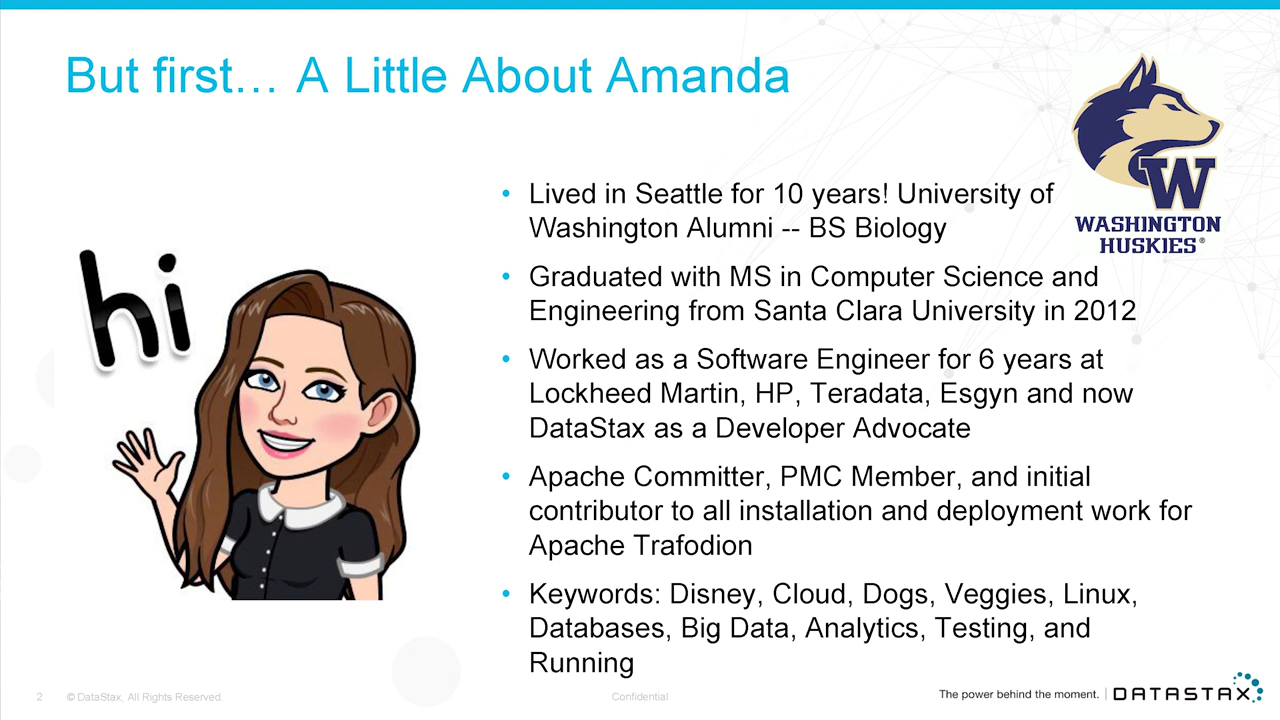 But first… A Little About Amanda
W
WASHINGTON
HUSKIES®
hi
• Lived in Seattle for 10 years! University of
Washington Alumni -- BS Biology
• Graduated with MS in Computer Science and
Engineering from Santa Clara University in 2012
• Worked as a Software Engineer for 6 years at
Lockheed Martin, HP, Teradata, Esgyn and now
DataStax as a Developer Advocate
• Apache Committer, PMC Member, and initial
contributor to all installation and deployment work for
Apache Trafodion
• Keywords: Disney, Cloud, Dogs, Veggies, Linux,
Databases, Big Data, Analytics, Testing, and
Running
2 © DataStax, All Rights Reserved. Confidential The power behind the moment. | DATASTAX